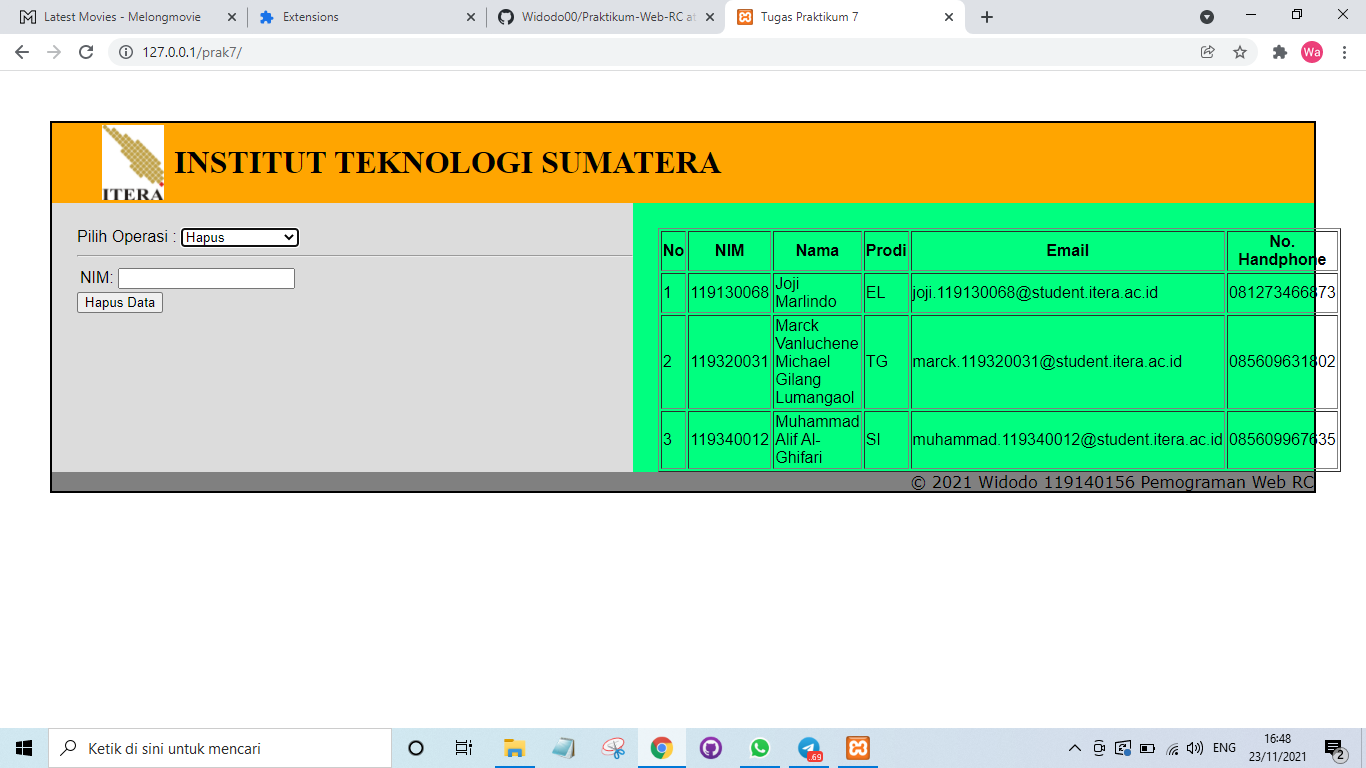 Latest Movies - Melongmovie
Extensions
Widodo00/Praktikum-Web-RC at
Tugas Praktikum 7
127.0.0.1/prak7/
Wa
ITERA
INSTITUT TEKNOLOGI SUMATERA
Pilih Operasi : Hapus
NIM:
Hapus Data
No NIM Nama Prodi Email No. Handphone
1 119130068 Joji Marlindo EL joji.119130068@student.itera.ac.id 081273466873
2 119320031 Marck Vanluchene Michael Gilang Lumangaol TG marck.119320031@student.itera.ac.id 085609631802
3 119340012 Muhammad Alif Al-Ghifari SI muhammad.119340012@student.itera.ac.id 085609967635
© 2021 Widodo 119140156 Pemograman Web RC
Ketik di sini untuk mencari
.69
ENG
16:48
23/11/2021
2